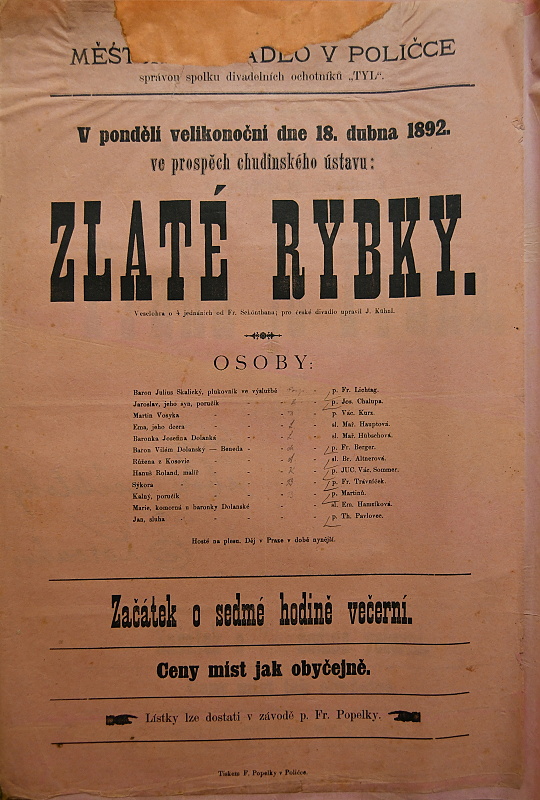 MĚST DLO V POLIČCE
správou spolku divadelních ochotníků „TYL“.
V pondělí velikonoční dne 18. dubna 1892.
ve prospěch chudinského ústavu:
ZLATÉ RYBKY.
Veselohra o 4 jednáních od Fr. Schönthana; pro české divadlo upravil J. Kühnl.
OSOBY:
Baron Julius Skalický, plukovník ve výslužbě - p. Fr. Lichtag.
Jaroslav, jeho syn, poručík - p. Jos. Chalupa.
Martin Vosyka - p. Vác. Kurz.
Ema, jeho dcera - sl. Mař. Hauptová.
Baronka Josefina Dolanská - sl. Mař. Hübschová.
Baron Vilém Dolanský — Beneda - p. Fr. Berger.
Růžena z Kosovic - sl. Br. Altnerová.
Hanuš Roland, malíř - p. JUC. Vác. Sommer.
Sýkora - p. Fr. Trávníček.
Kalný, poručík - p. Martinů.
Marie, komorná u baronky Dolanské - sl. Em. Hamzíková.
Jan, sluha - p. Th. Pavlovec.
Hosté na plesu. Děj v Praze v době nynější.
Začátek o sedmé hodině večerní.
Ceny míst jak obyčejně.
Lístky lze dostati v závodě p. Fr. Popelky.
Tiskem F. Popelky v Poličce.